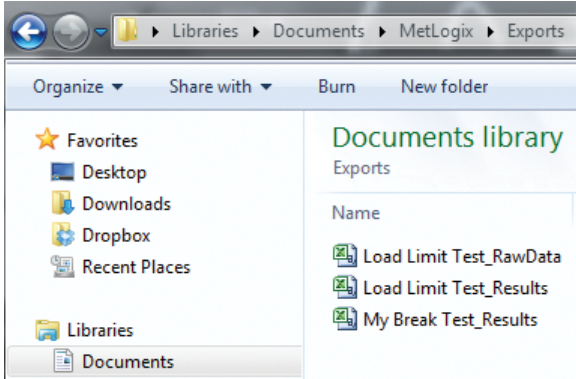 Libraries Documents MetLogix Exports
Organize Share with Burn New folder
Favorites
Desktop
Downloads
Dropbox
Recent Places
Libraries
Documents
Documents library
Exports
Name
Load Limit Test_RawData
Load Limit Test_Results
My Break Test_Results